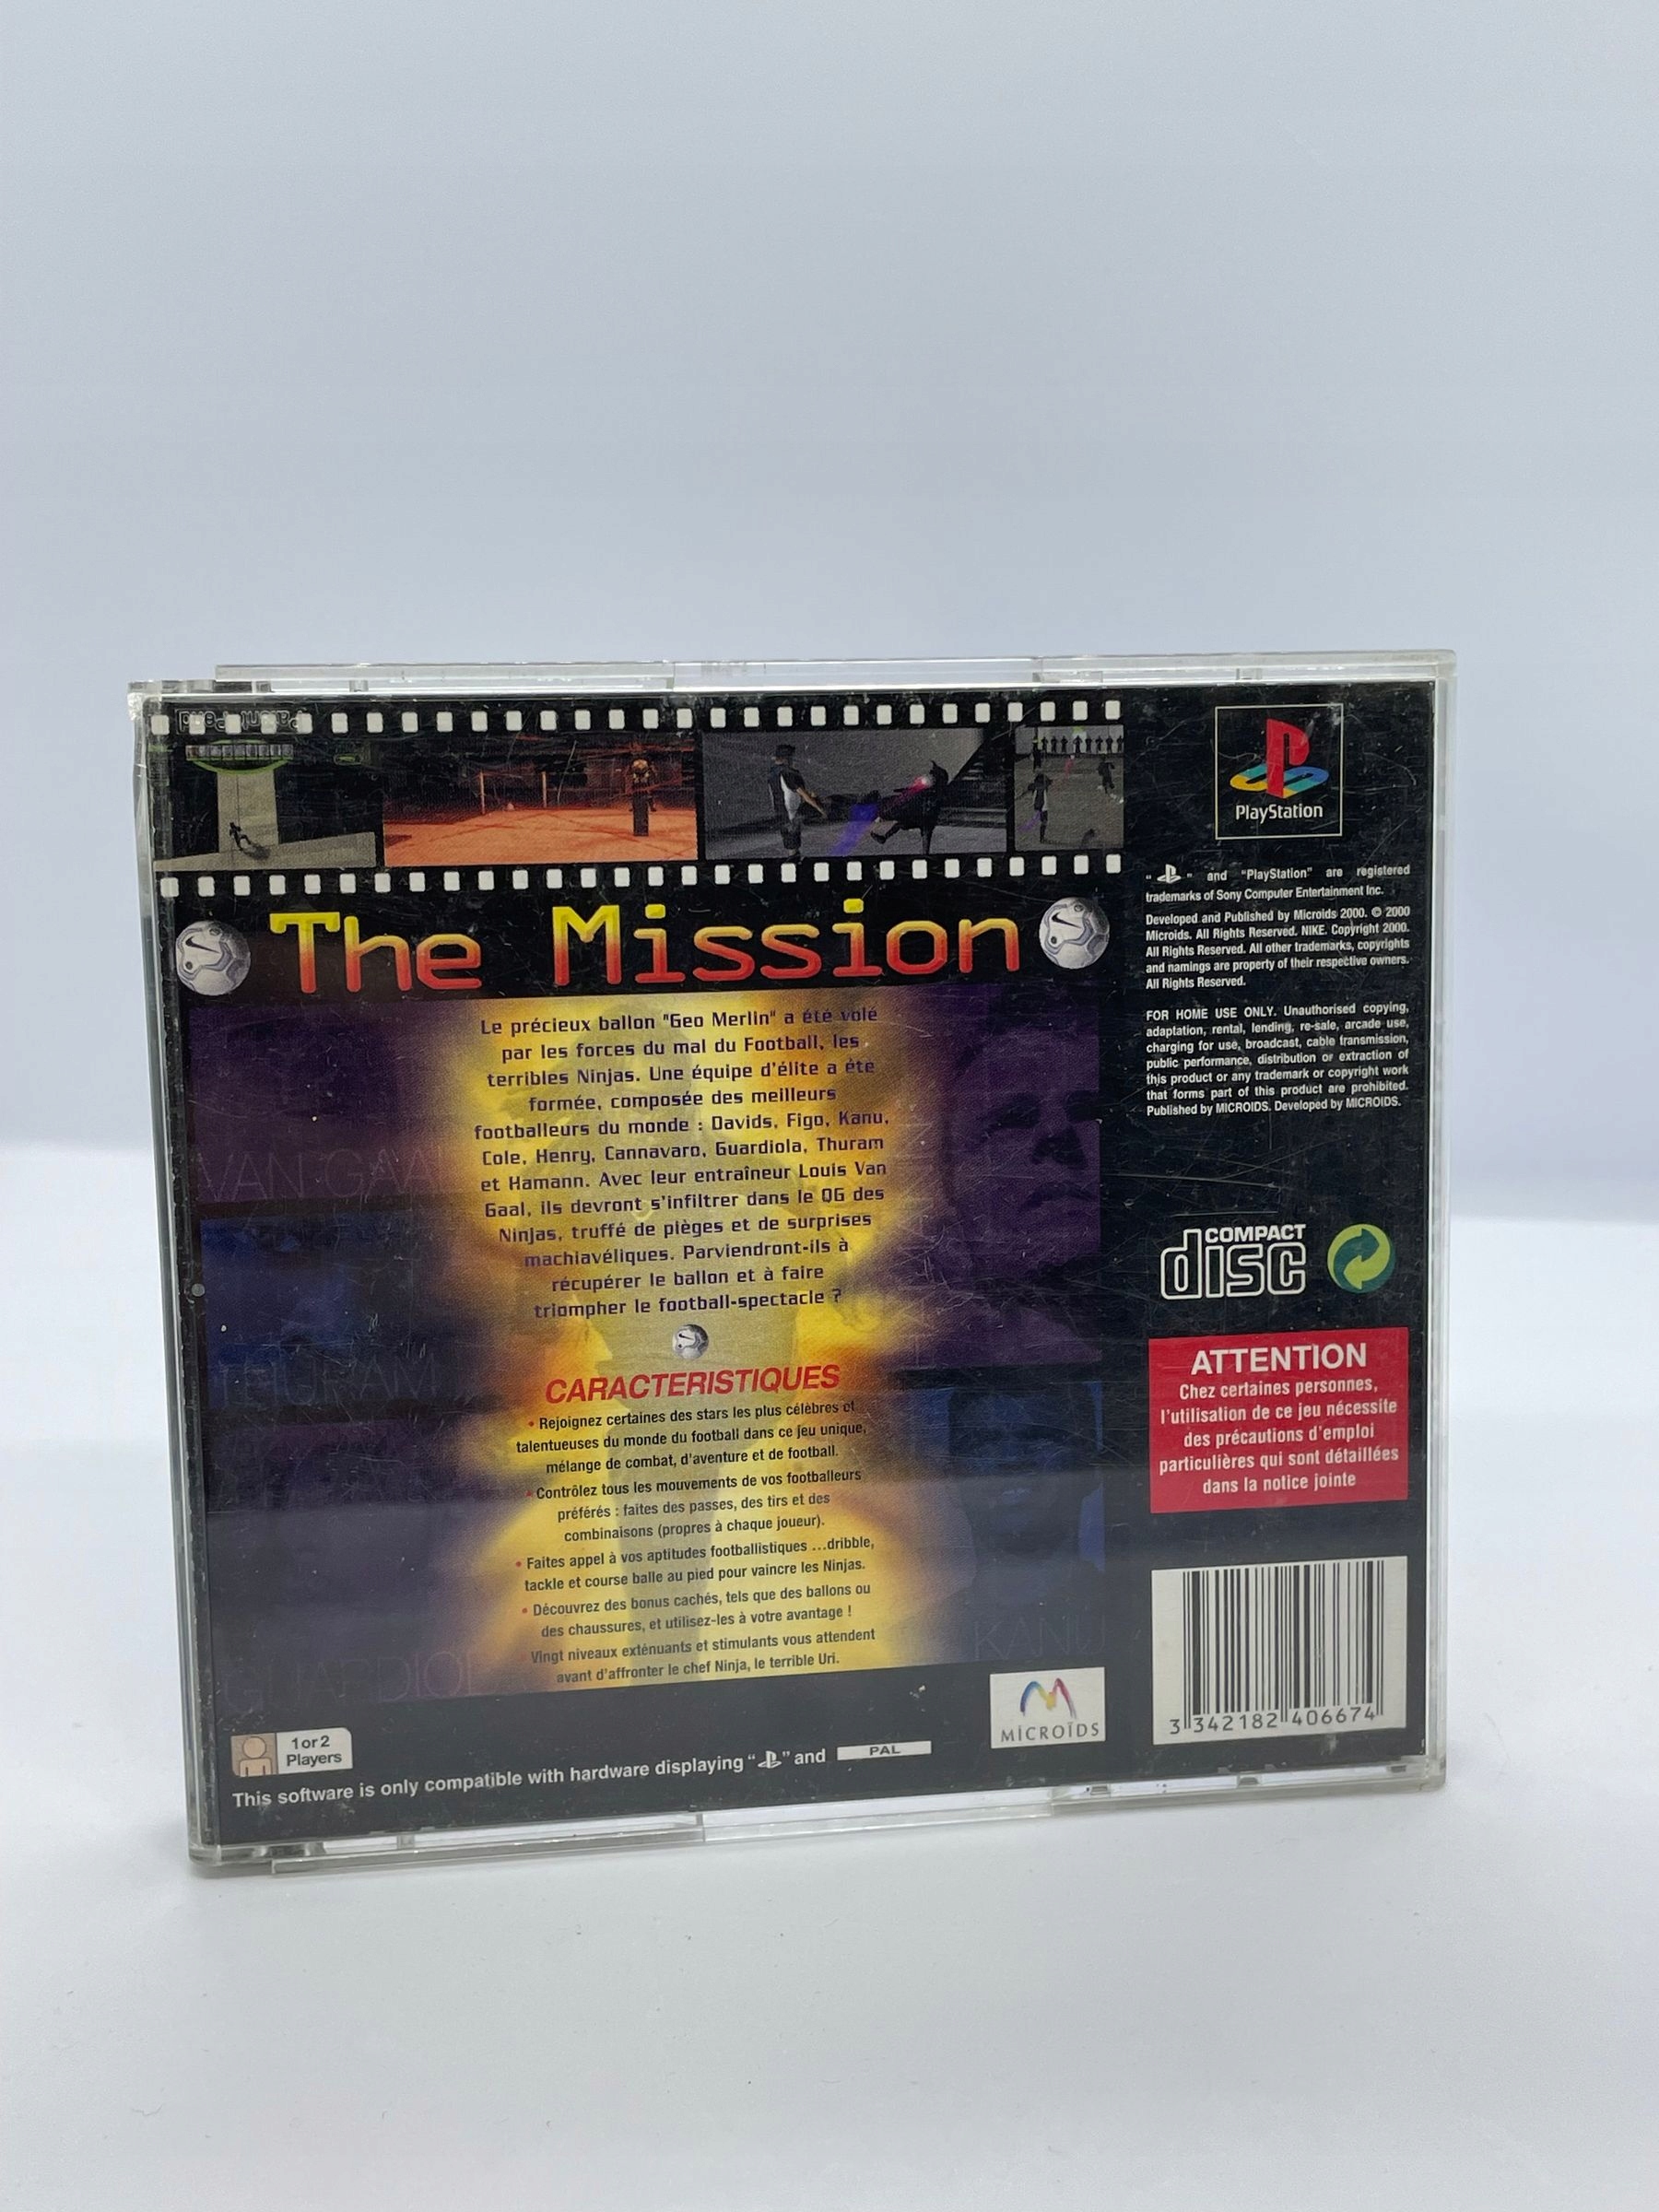 The Mission
Le précieux ballon "Geo Merlin" a été volé
par les forces du mal du Football, les
terribles Ninjas. Une équipe d'élite a éte
formée, composée des meilleurs
footballeurs du monde : Davids, Figo, Kanu,
Cole, Henry, Cannavaro, Guardiola, Thuram
et Hamann. Avec leur entraîneur Louis Van
Gaal, ils devront s'infiltrer dans le QG des
Ninjas, truffé de pièges et de surprises
machiavéliques. Parviendront-ils à
récupérer le ballon et à faire
triompher le football-spectacle ?
CARACTERISTIQUES
• Rejoignez certaines des stars les plus célèbres et
talentueuses du monde du football dans ce jeu unique,
mélange de combat, d'aventure et de football.
• Contrôlez tous les mouvements de vos footballeurs
préférés : faites des passes, des tirs et des
combinaisons (propres à chaque joueur).
• Faites appel à vos aptitudes footballistiques ...dribble,
tackle et course balle au pied pour vaincre les Ninjas.
• Découvrez des bonus cachés, tels que des ballons ou
des chaussures, et utilisez-les à votre avantage !
Vingt niveaux exténuants et stimulants vous attendent
avant d'affronter le chef Ninja, le terrible Uri.
VAN GAAL
THURAM
GUARDIOL
1 or 2
Players
This software is only compatible with hardware displaying " " and PAL
MICROÏDS
PlayStation
" " and "PlayStation" are registered
trademarks of Sony Computer Entertainment Inc.
Developed and Published by Microids 2000. © 2000
Microids. All Rights Reserved. NIKE. Copyright 2000.
All Rights Reserved. All other trademarks, copyrights
and namings are property of their respective owners.
All Rights Reserved.
FOR HOME USE ONLY. Unauthorised copying,
adaptation, rental, lending, re-sale, arcade use,
charging for use, broadcast, cable transmission,
public performance, distribution or extraction of
this product or any trademark or copyright work
that forms part of this product are prohibited.
Published by MICROIDS. Developed by MICROIDS.
COMPACT
disc
ATTENTION
Chez certaines personnes,
l'utilisation de ce jeu nécessite
des précautions d'emploi
particulières qui sont détaillées
dans la notice jointe
3 342182 406674